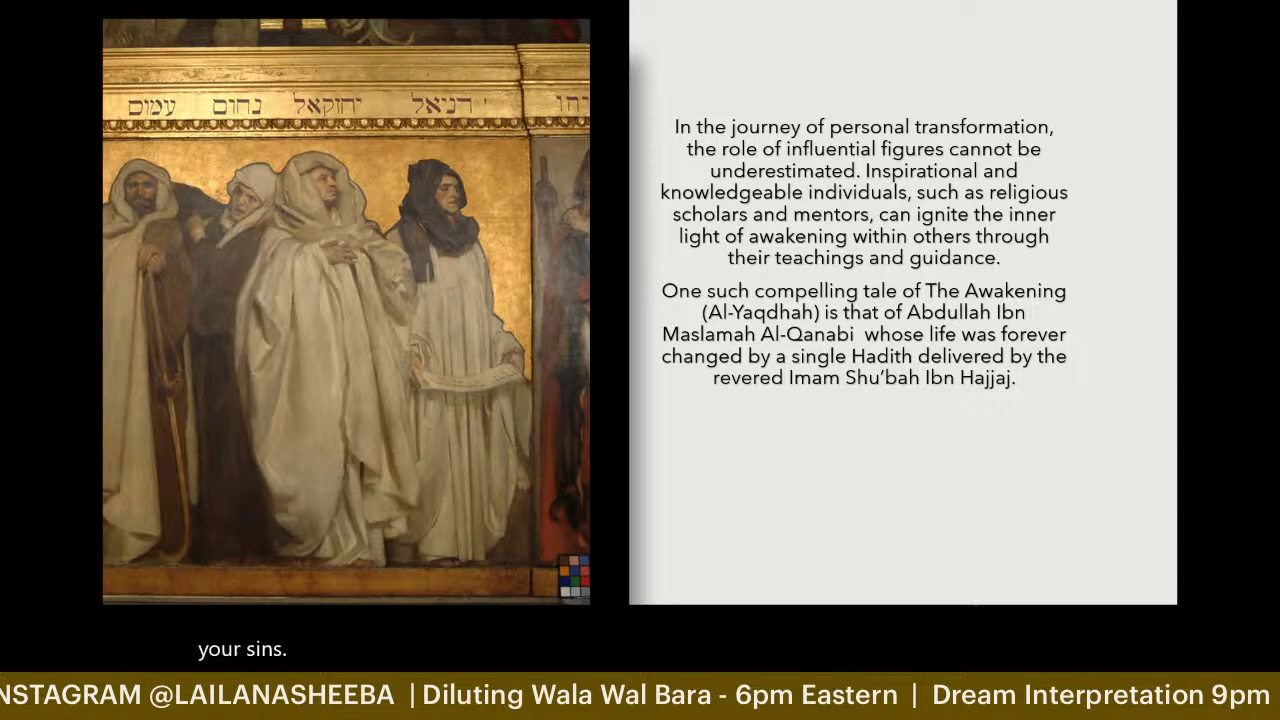 עמוס נחום יחזקאל דניאל
In the journey of personal transformation,
the role of influential figures cannot be
underestimated. Inspirational and
knowledgeable individuals, such as religious
scholars and mentors, can ignite the inner
light of awakening within others through
their teachings and guidance.
One such compelling tale of The Awakening
(Al-Yaqdhah) is that of Abdullah Ibn
Maslamah Al-Qanabi whose life was forever
changed by a single Hadith delivered by the
revered Imam Shu’bah Ibn Hajjaj.
your sins.
NSTAGRAM @LAILANASHEEBA | Diluting Wala Wal Bara - 6pm Eastern | Dream Interpretation 9pm